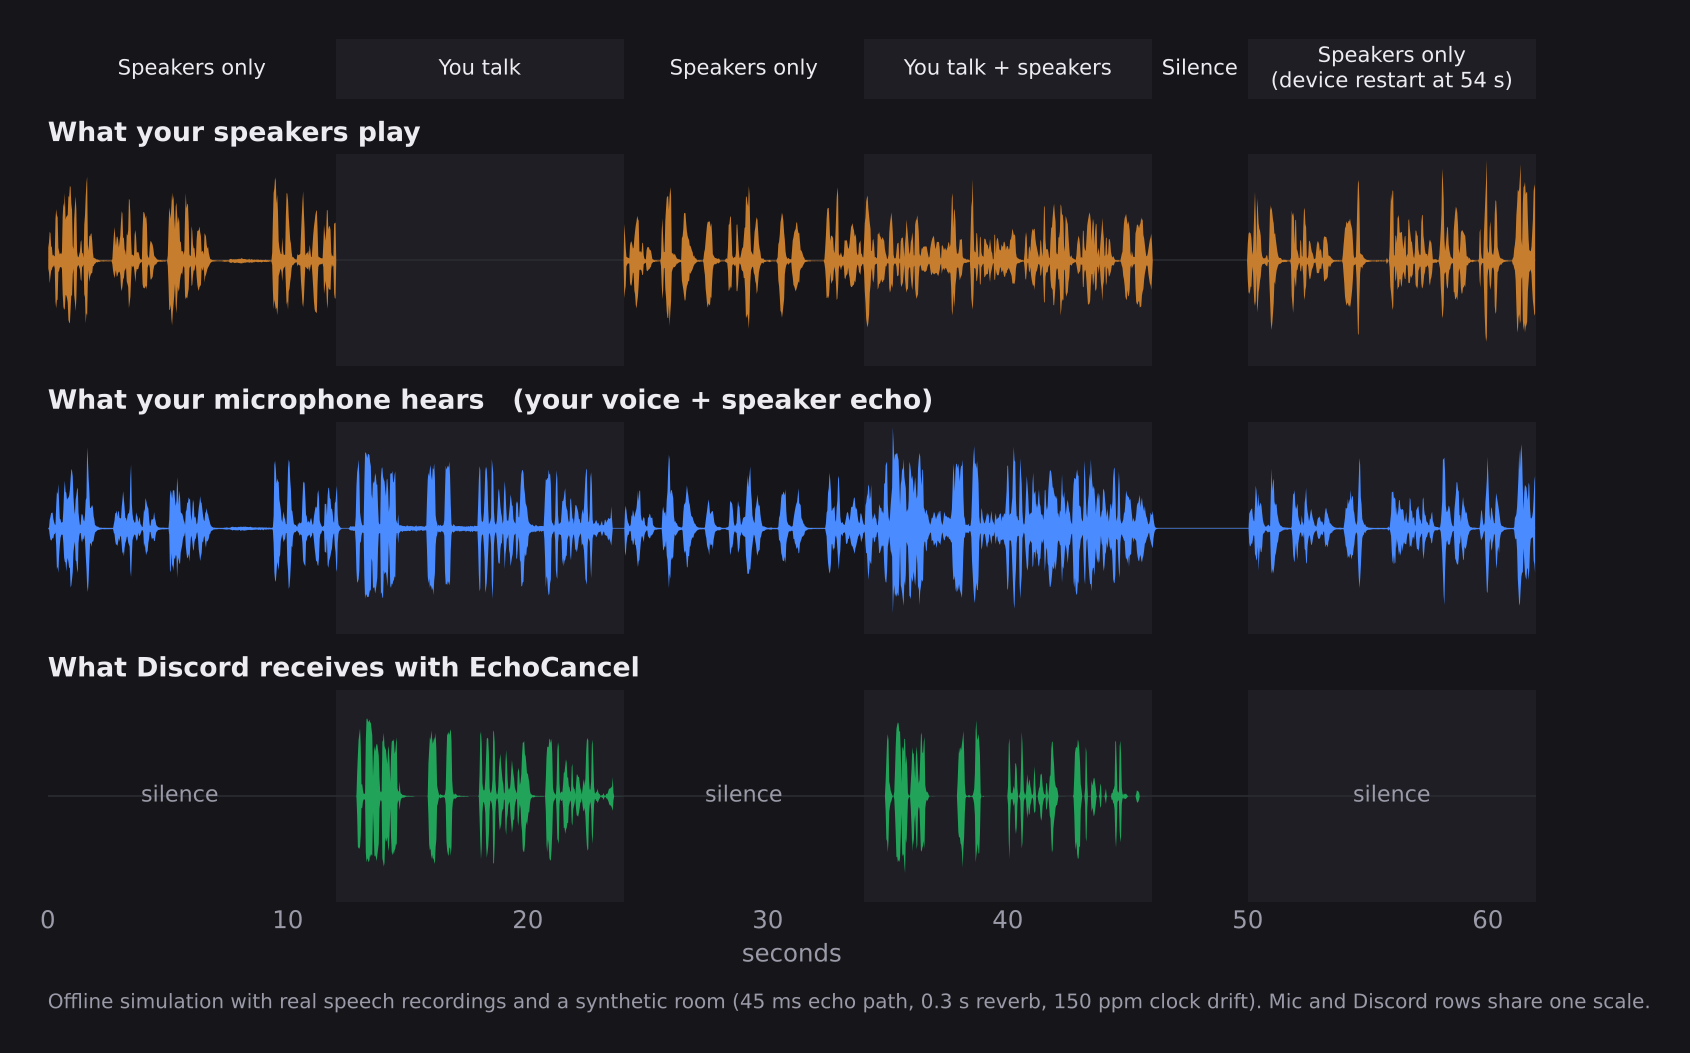 Speakers only
You talk
Speakers only
You talk + speakers
Silence
Speakers only
(device restart at 54 s)
What your speakers play
What your microphone hears (your voice + speaker echo)
What Discord receives with EchoCancel
silence
silence
silence
0 10 20 30 40 50 60
seconds
Offline simulation with real speech recordings and a synthetic room (45 ms echo path, 0.3 s reverb, 150 ppm clock drift). Mic and Discord rows share one scale.